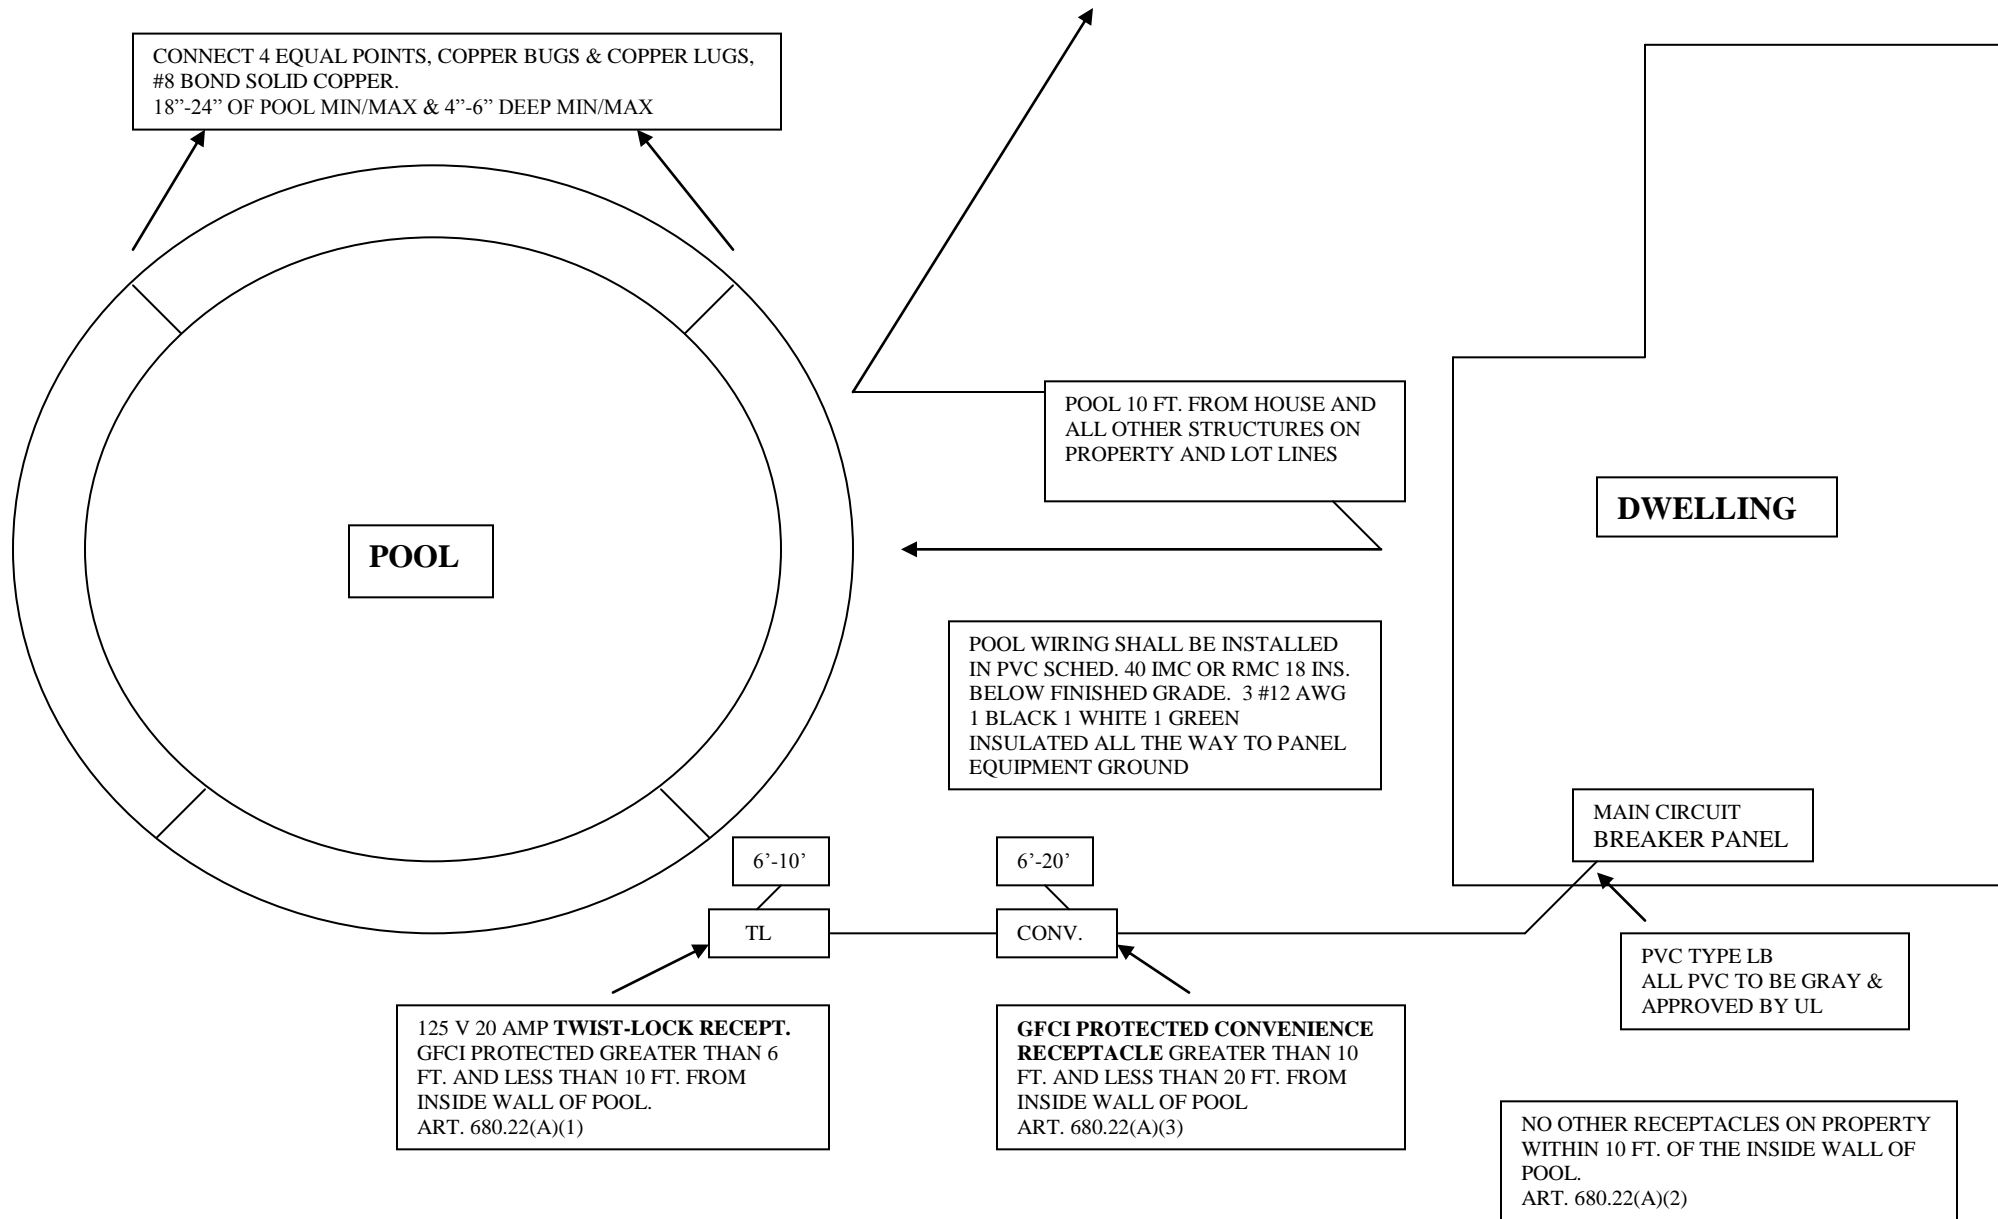 CONNECT 4 EQUAL POINTS, COPPER BUGS & COPPER LUGS,
#8 BOND SOLID COPPER.
18”-24” OF POOL MIN/MAX & 4”-6” DEEP MIN/MAX
POOL 10 FT. FROM HOUSE AND
ALL OTHER STRUCTURES ON
PROPERTY AND LOT LINES
DWELLING
POOL
POOL WIRING SHALL BE INSTALLED
IN PVC SCHED. 40 IMC OR RMC 18 INS.
BELOW FINISHED GRADE.  3 #12 AWG
1 BLACK 1 WHITE 1 GREEN
INSULATED ALL THE WAY TO PANEL
EQUIPMENT GROUND
MAIN CIRCUIT
BREAKER PANEL
6’-10’
6’-20’
TL
CONV.
PVC TYPE LB
ALL PVC TO BE GRAY &
APPROVED BY UL
125 V 20 AMP TWIST-LOCK RECEPT.
GFCI PROTECTED GREATER THAN 6
FT. AND LESS THAN 10 FT. FROM
INSIDE WALL OF POOL.
ART. 680.22(A)(1)
GFCI PROTECTED CONVENIENCE
RECEPTACLE GREATER THAN 10
FT. AND LESS THAN 20 FT. FROM
INSIDE WALL OF POOL
ART. 680.22(A)(3)
NO OTHER RECEPTACLES ON PROPERTY
WITHIN 10 FT. OF THE INSIDE WALL OF
POOL.
ART. 680.22(A)(2)